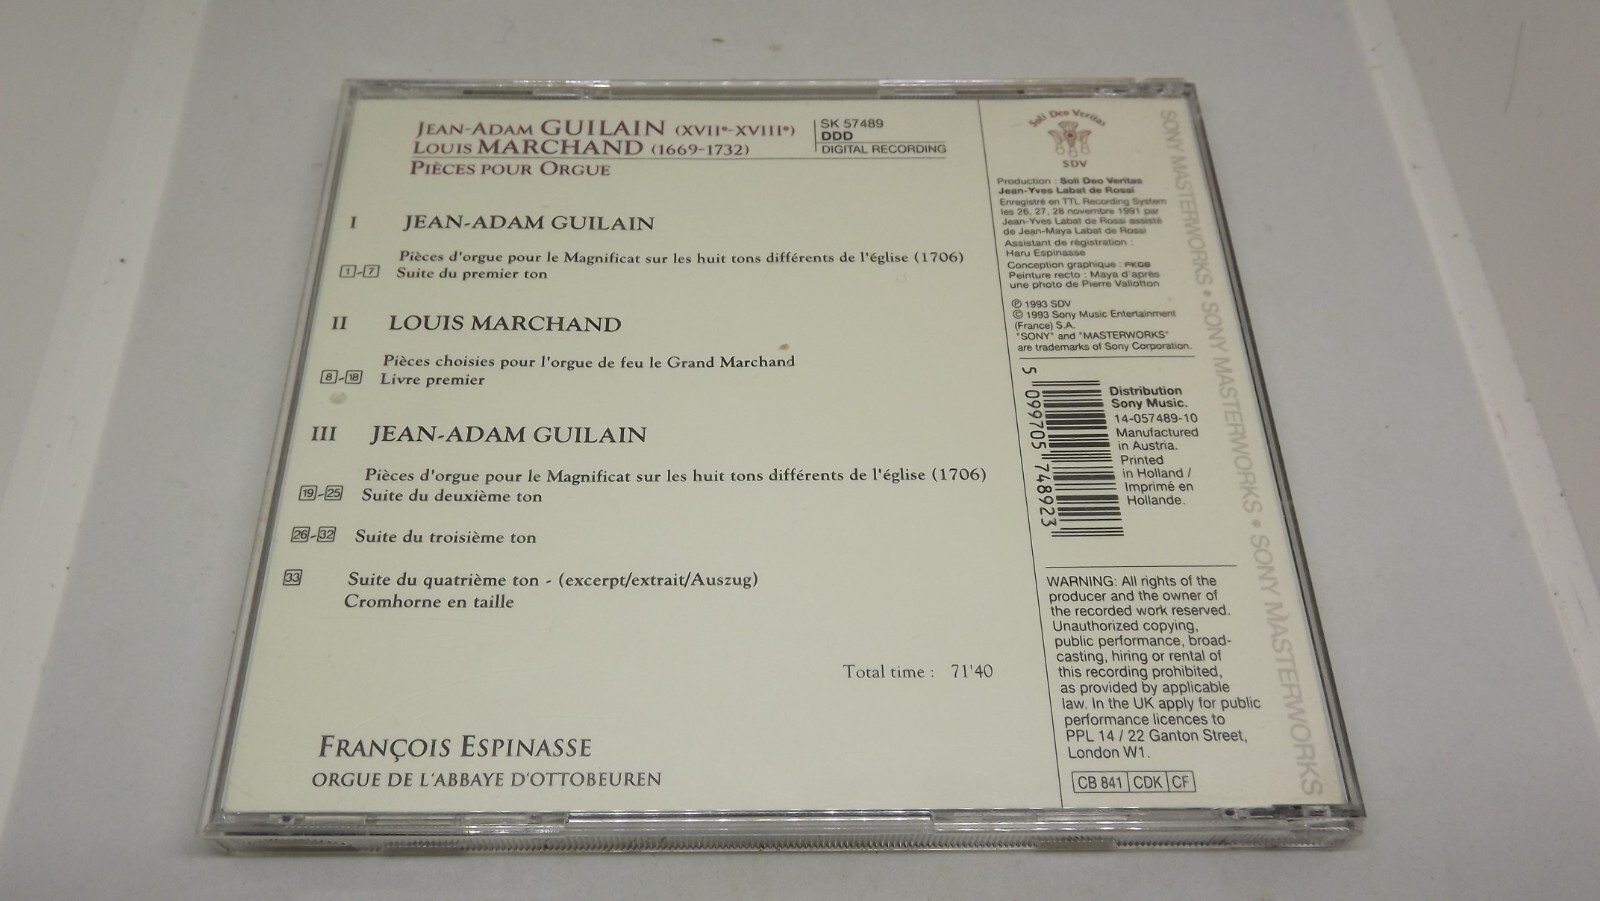 JEAN-ADAM GUILAIN (XVIIe-XVIIIe)
LOUIS MARCHAND (1669-1732)
PIÈCES POUR ORGUE
SK 57489
DDD
DIGITAL RECORDING
I JEAN-ADAM GUILAIN
Pièces d'orgue pour le Magnificat sur les huit tons différents de l'église (1706)
1-7 Suite du premier ton
II LOUIS MARCHAND
Pièces choisies pour l'orgue de feu le Grand Marchand
8-18 Livre premier
III JEAN-ADAM GUILAIN
Pièces d'orgue pour le Magnificat sur les huit tons différents de l'église (1706)
19-25 Suite du deuxième ton
26-32 Suite du troisième ton
33 Suite du quatrième ton - (excerpt/extrait/Auszug)
Cromhorne en taille
Total time : 71'40
FRANÇOIS ESPINASSE
ORGUE DE L'ABBAYE D'OTTOBEUREN
Soli Deo Veritas
SDV
Production : Soli Deo Veritas
Jean-Yves Labat de Rossi
Enregistré en TTL Recording System
les 26, 27, 28 novembre 1991 par
Jean-Yves Labat de Rossi assisté
de Jean-Maya Labat de Rossi
Assistant de régistration :
Haru Espinasse
Conception graphique :
Peinture recto : Maya d'après
une photo de Pierre Vallotton
℗ 1993 SDV
© 1993 Sony Music Entertainment
(France) S.A.
"SONY" and "MASTERWORKS"
are trademarks of Sony Corporation.
5 099705 748923
Distribution
Sony Music.
14-057489-10
Manufactured
in Austria.
Printed
in Holland /
Imprimé en
Hollande.
WARNING: All rights of the
producer and the owner of
the recorded work reserved.
Unauthorized copying,
public performance, broad-
casting, hiring or rental of
this recording prohibited,
as provided by applicable
law. In the UK apply for public
performance licences to
PPL 14 / 22 Ganton Street,
London W1.
CB 841 CDK CF
SONY MASTERWORKS • SONY MASTERWORKS • SONY MASTERWORKS